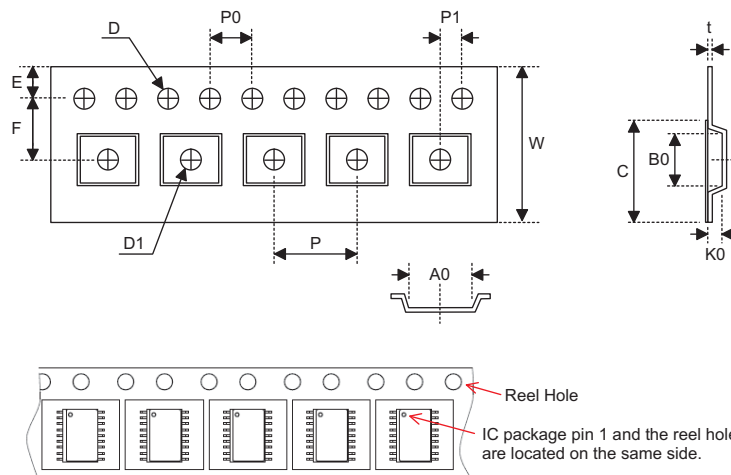 D
P0
P1
t
E
F
W
C
B0
D1
P
A0
K0
Reel Hole
IC package pin 1 and the reel hole
are located on the same side.